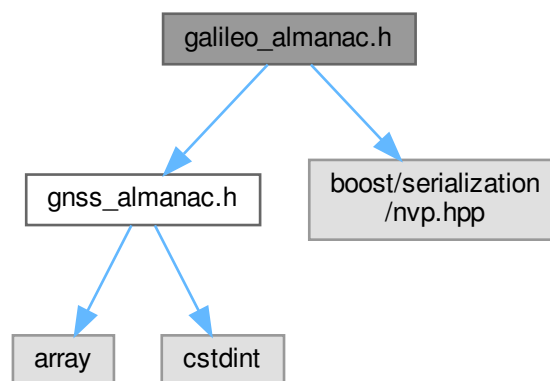 galileo_almanac.h
gnss_almanac.h
boost/serialization
/nvp.hpp
array
cstdint